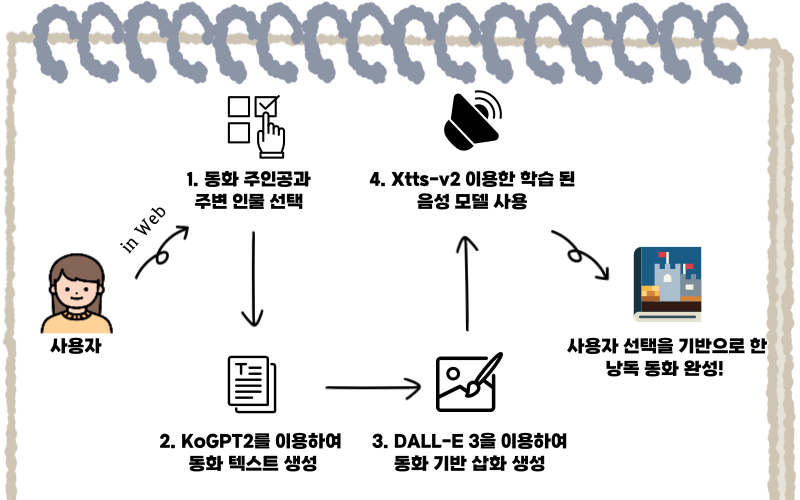 1. 동화 주인공과
주변 인물 선택
4. Xtts-v2 이용한 학습 된
음성 모델 사용
in Web
사용자
사용자 선택을 기반으로 한
낭독 동화 완성!
T
2. KoGPT2를 이용하여
동화 텍스트 생성
3. DALL-E 3을 이용하여
동화 기반 삽화 생성